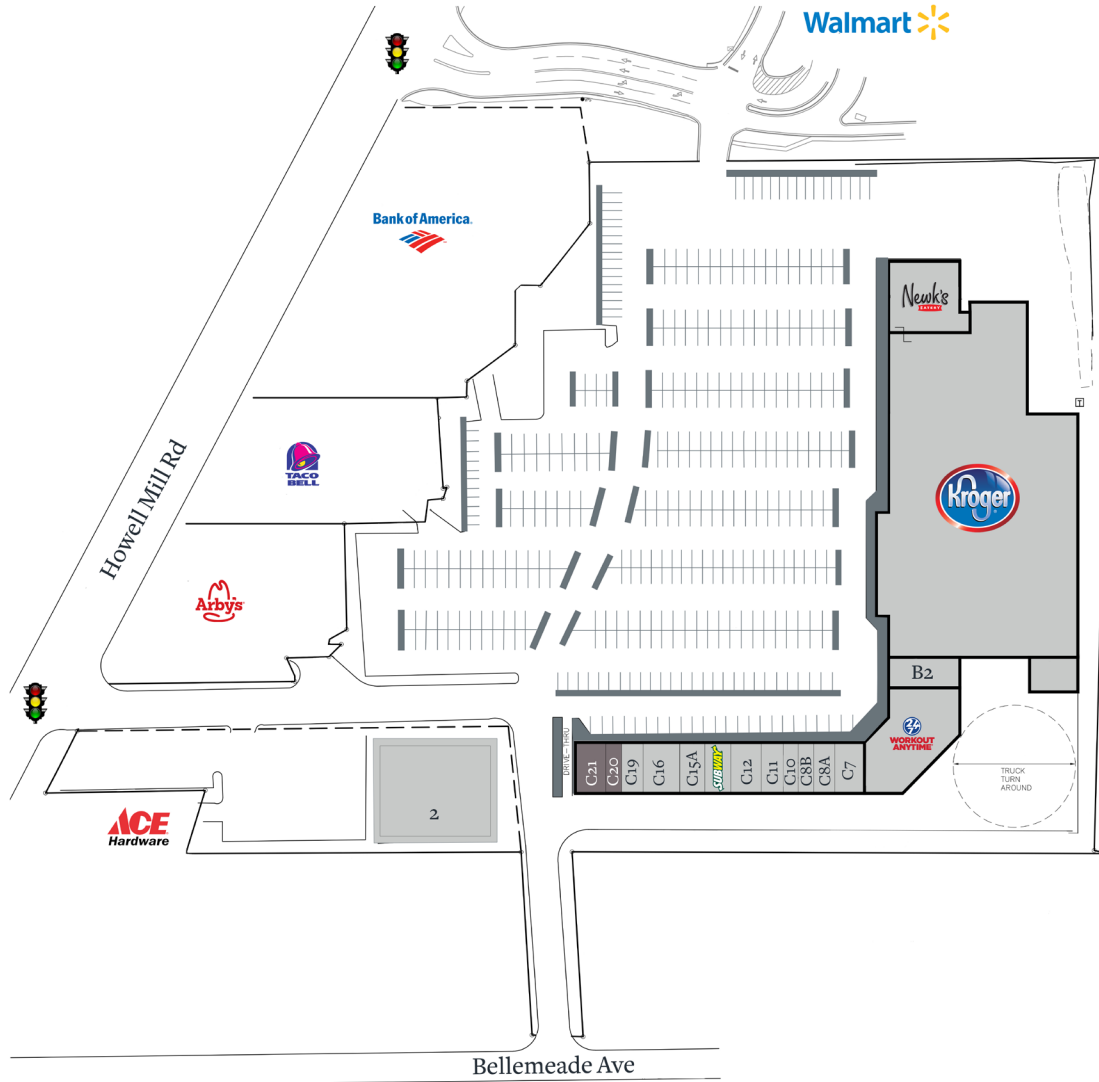 Walmart
Bank of America
Newk's
EATERY
TACO
BELL
Howell Mill Rd
Kroger
T
Arby's
B2
24/7
WORKOUT
ANYTIME
DRIVE-THRU
C21
C20
C19
C16
C15A
SUBWAY
C12
C11
C10
C8B
C8A
C7
TRUCK
TURN
AROUND
2
ACE
Hardware
Bellemeade Ave